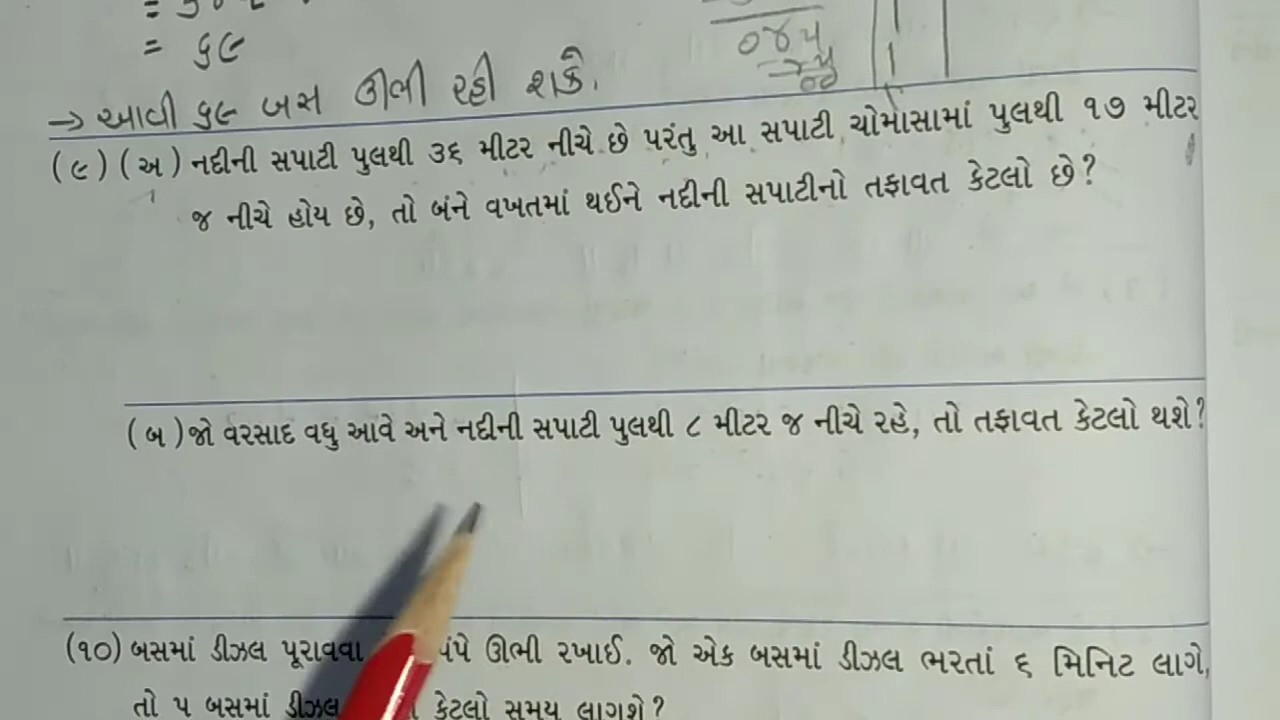 = ૬૯
૦૪૫
→ આવી ૬૯ બસ ઊભી રહી શકે.
(૯) (અ) નદીની સપાટી પુલથી ૩૬ મીટર નીચે છે પરંતુ આ સપાટી ચોમાસામાં પુલથી ૧૭ મીટર
જ નીચે હોય છે, તો બંને વખતમાં થઈને નદીની સપાટીનો તફાવત કેટલો છે?
(બ) જો વરસાદ વધુ આવે અને નદીની સપાટી પુલથી ૮ મીટર જ નીચે રહે, તો તફાવત કેટલો થશે?
(૧૦) બસમાં ડીઝલ પૂરાવવા પંપે ઊભી રખાઈ. જો એક બસમાં ડીઝલ ભરતાં ૬ મિનિટ લાગે,
તો ૫ બસમાં ડીઝલ કેટલો સમય લાગશે?